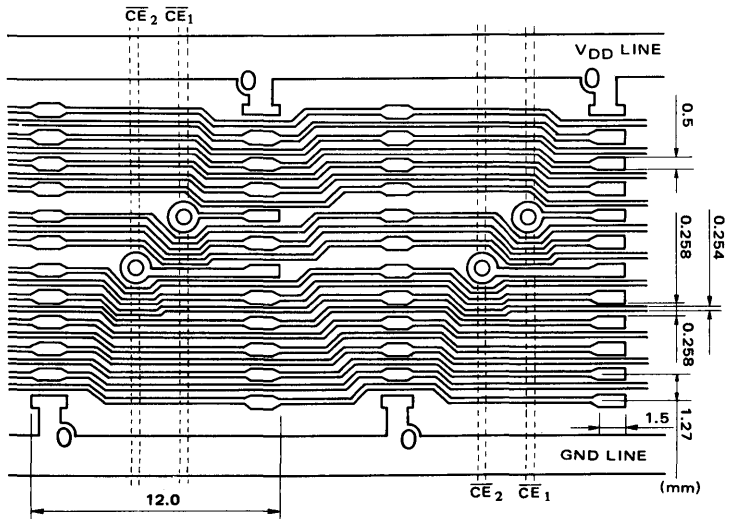 CE₂ CE₁
VDD LINE
0.5
0.258
0.254
0.258
1.27
1.5
GND LINE
12.0
CE₂ CE₁
(mm)